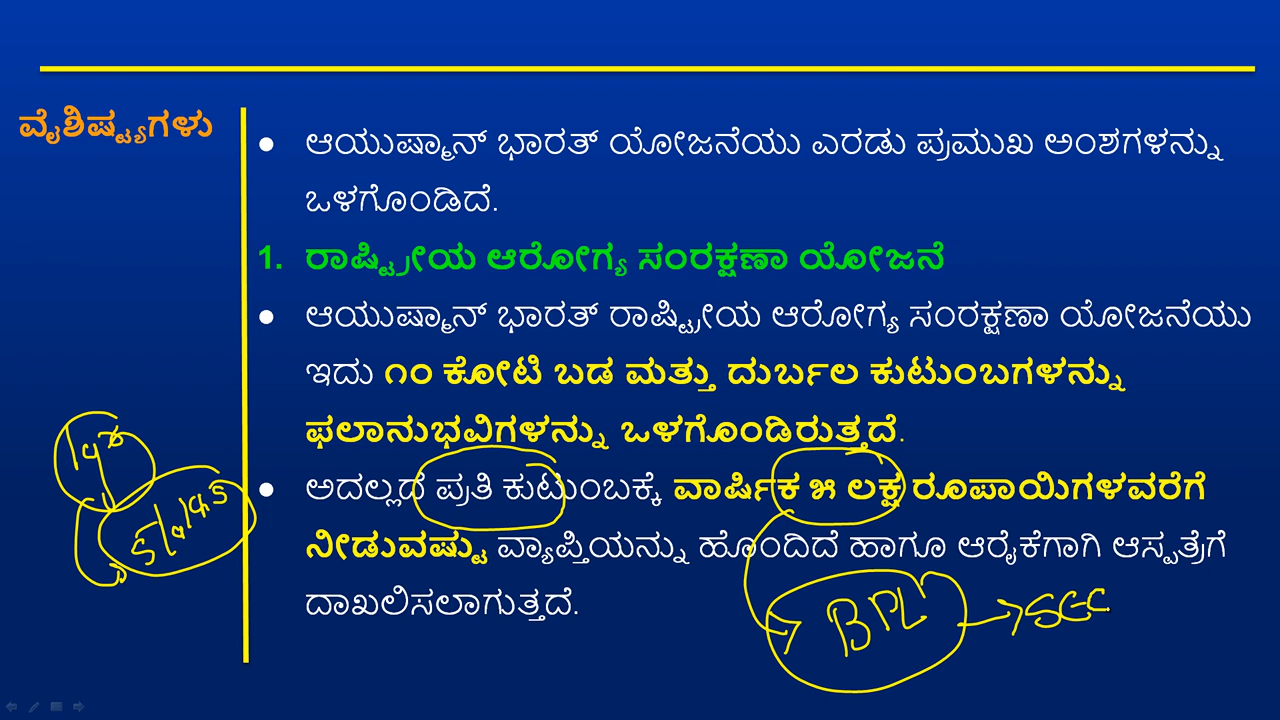 ವೈಶಿಷ್ಟ್ಯಗಳು
● ಆಯುಷ್ಮಾನ್ ಭಾರತ್ ಯೋಜನೆಯು ಎರಡು ಪ್ರಮುಖ ಅಂಶಗಳನ್ನು
ಒಳಗೊಂಡಿದೆ.
1. ರಾಷ್ಟ್ರೀಯ ಆರೋಗ್ಯ ಸಂರಕ್ಷಣಾ ಯೋಜನೆ
● ಆಯುಷ್ಮಾನ್ ಭಾರತ್ ರಾಷ್ಟ್ರೀಯ ಆರೋಗ್ಯ ಸಂರಕ್ಷಣಾ ಯೋಜನೆಯು
ಇದು ೧೦ ಕೋಟಿ ಬಡ ಮತ್ತು ದುರ್ಬಲ ಕುಟುಂಬಗಳನ್ನು
ಫಲಾನುಭವಿಗಳನ್ನು ಒಳಗೊಂಡಿರುತ್ತದೆ.
● ಅದಲ್ಲದೆ ಪ್ರತಿ ಕುಟುಂಬಕ್ಕೆ ವಾರ್ಷಿಕ ೫ ಲಕ್ಷ ರೂಪಾಯಿಗಳವರೆಗೆ
ನೀಡುವಷ್ಟು ವ್ಯಾಪ್ತಿಯನ್ನು ಹೊಂದಿದೆ ಹಾಗೂ ಆರೈಕೆಗಾಗಿ ಆಸ್ಪತ್ರೆಗೆ
ದಾಖಲಿಸಲಾಗುತ್ತದೆ.
BPL